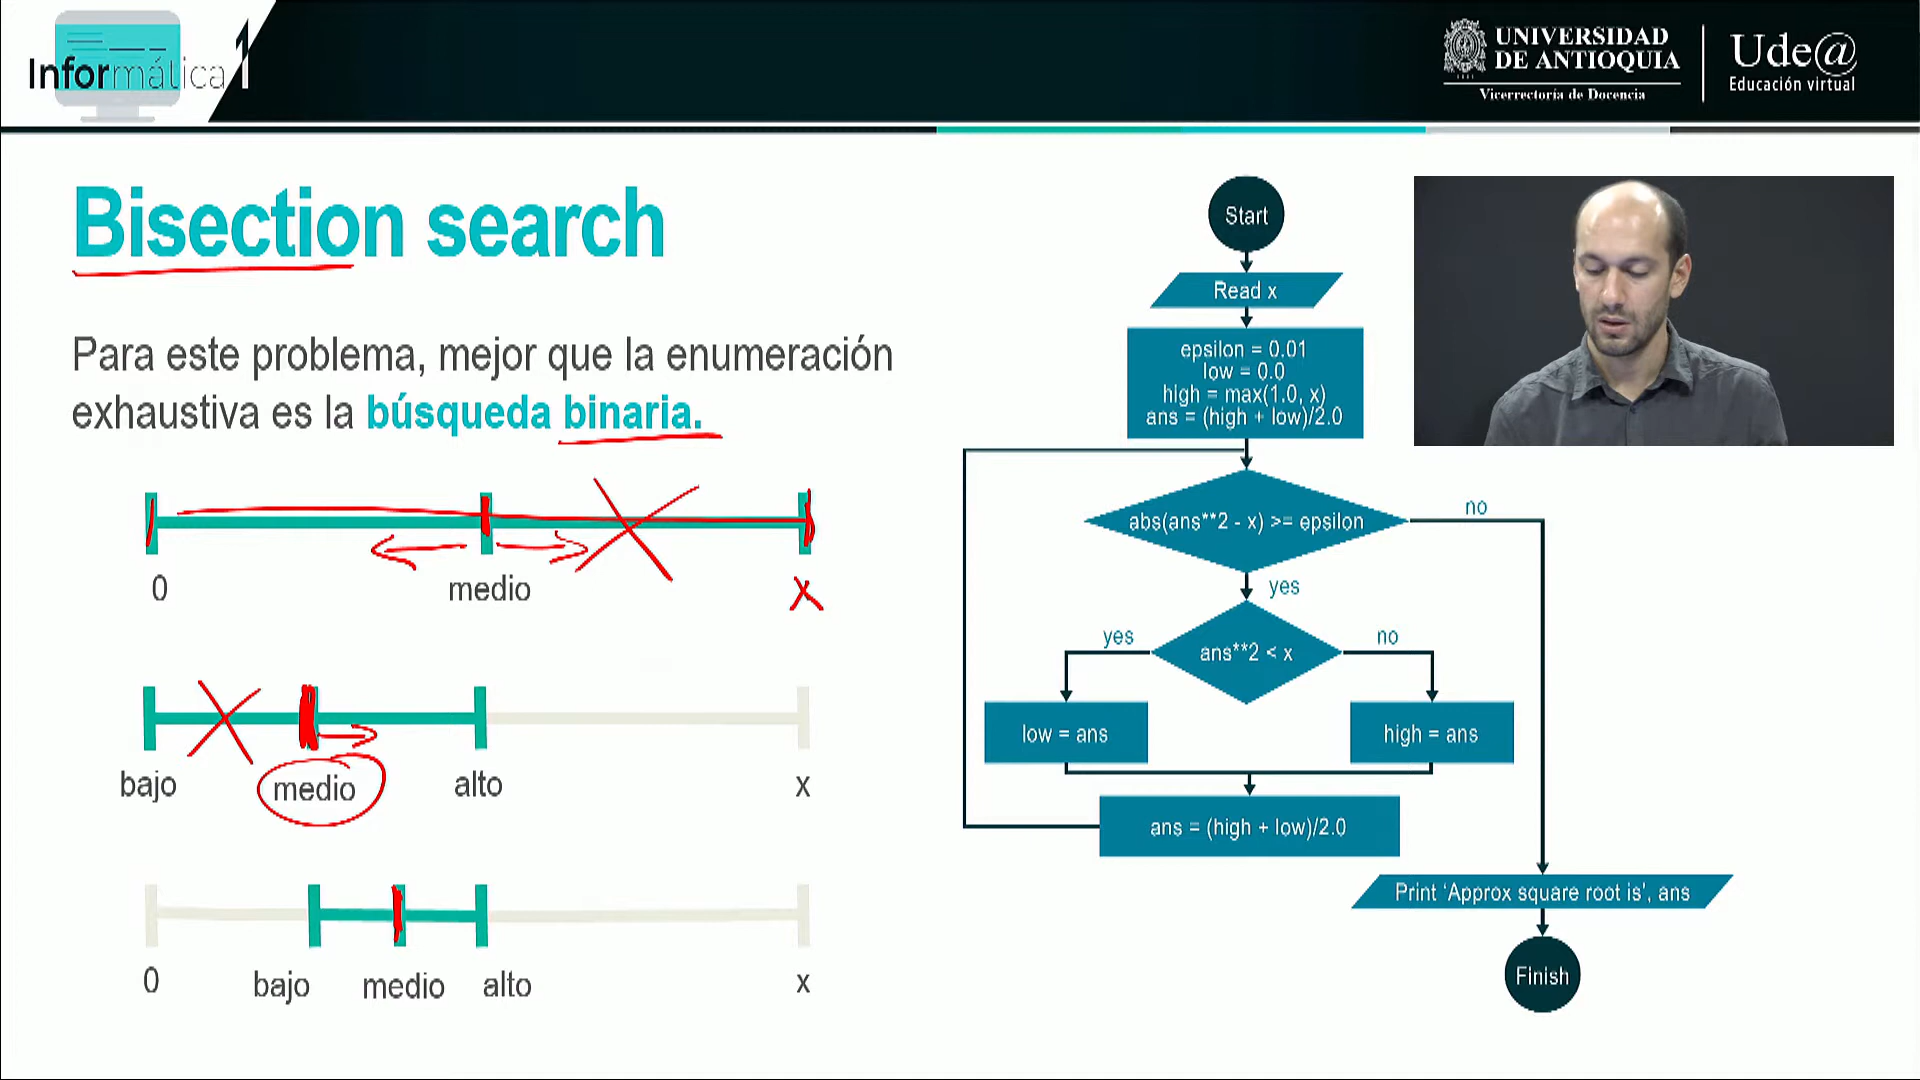 Informática 1
UNIVERSIDAD
DE ANTIOQUIA
Vicerrectoría de Docencia
Ude@
Educación virtual
Bisection search
Para este problema, mejor que la enumeración
exhaustiva es la búsqueda binaria.
0 medio x
bajo medio alto x
0 bajo medio alto x
Start
Read x
epsilon = 0.01
low = 0.0
high = max(1.0, x)
ans = (high + low)/2.0
abs(ans**2 - x) >= epsilon
no
yes
ans**2 < x
yes
no
low = ans
high = ans
ans = (high + low)/2.0
Print ‘Approx square root is’, ans
Finish